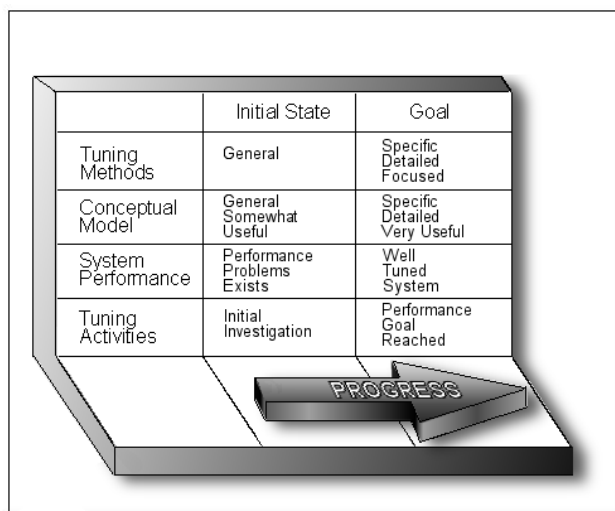 Initial State
Goal
Tuning
Methods
General
Specific
Detailed
Focused
Conceptual
Model
General
Somewhat
Useful
Specific
Detailed
Very Useful
System
Performance
Performance
Problems
Exists
Well
Tuned
System
Tuning
Activities
Initial
Investigation
Performance
Goal
Reached
PROGRESS